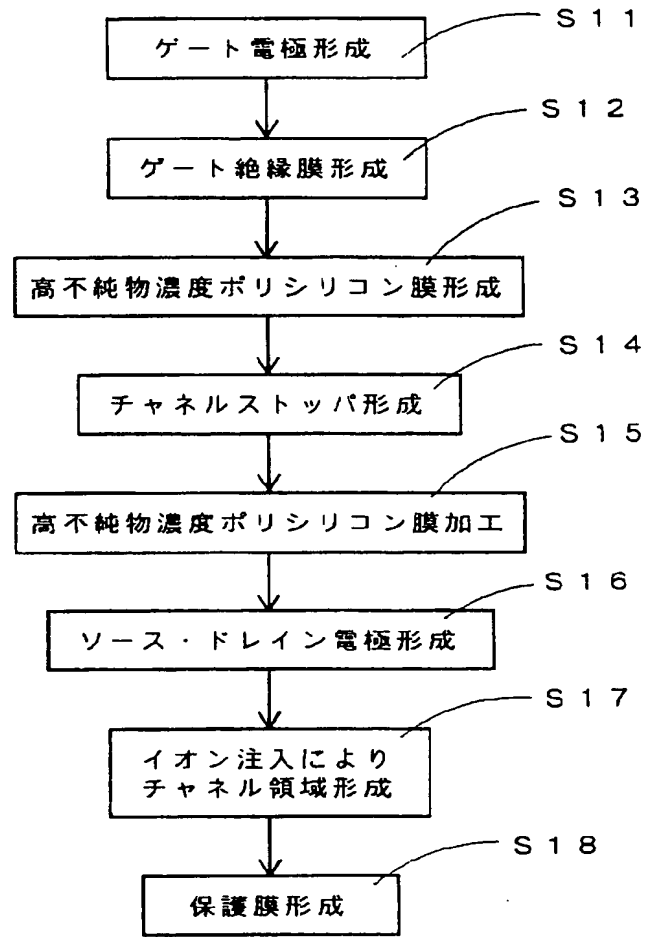 S11
ゲート電極形成
S12
ゲート絶縁膜形成
S13
高不純物濃度ポリシリコン膜形成
S14
チャネルストッパ形成
S15
高不純物濃度ポリシリコン膜加工
S16
ソース・ドレイン電極形成
S17
イオン注入により
チャネル領域形成
S18
保護膜形成